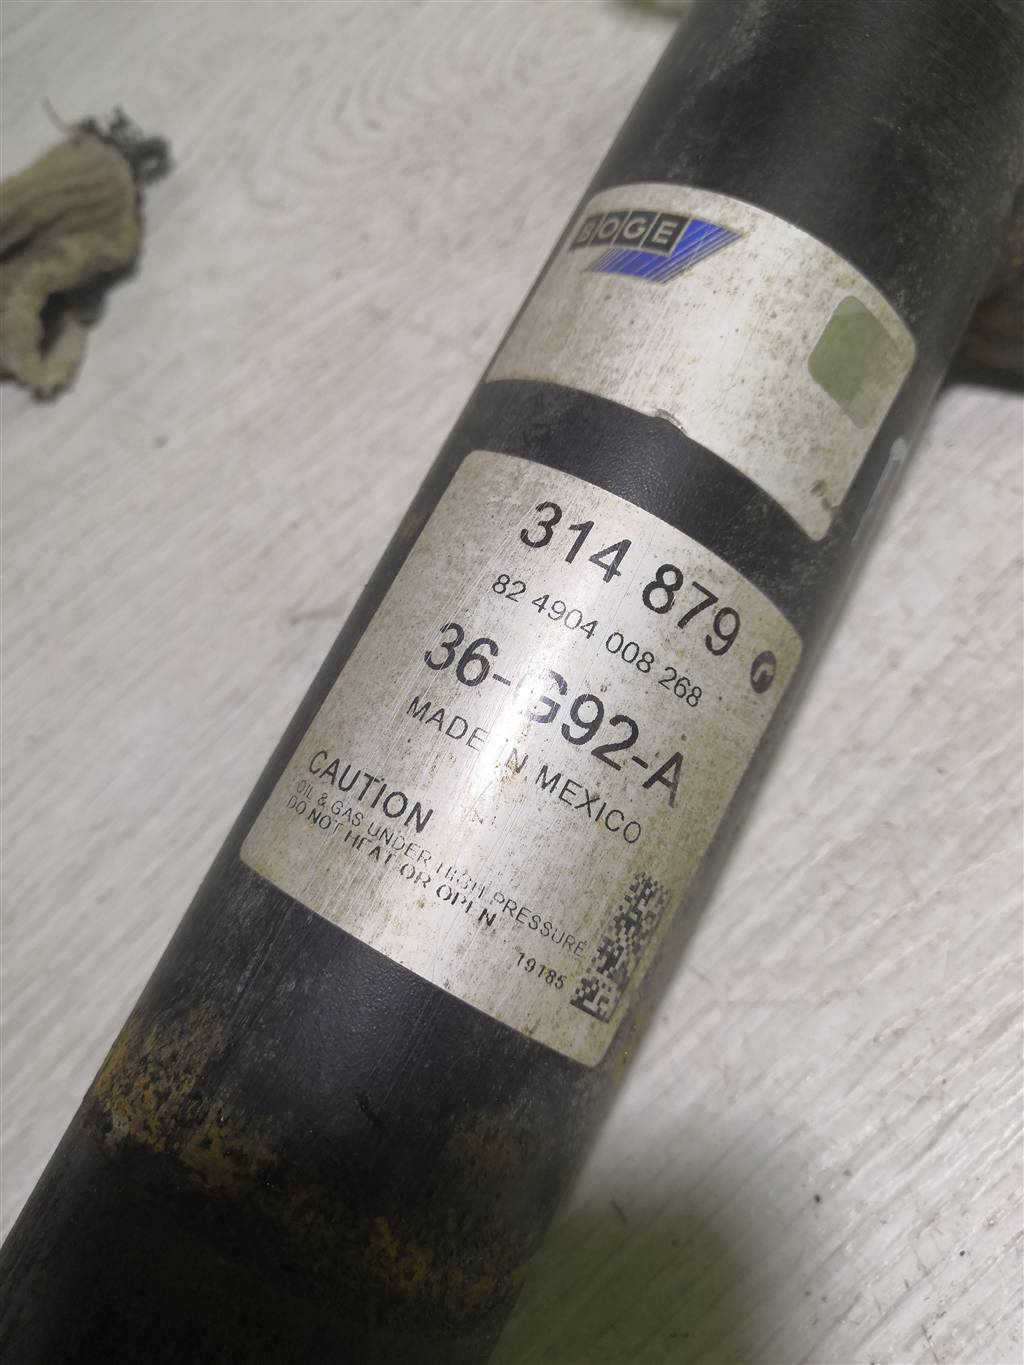 BOGE
314 879
82 4904 008 268
36-G92-A
MADE IN MEXICO
CAUTION
OIL & GAS UNDER HIGH PRESSURE
DO NOT HEAT OR OPEN
19185